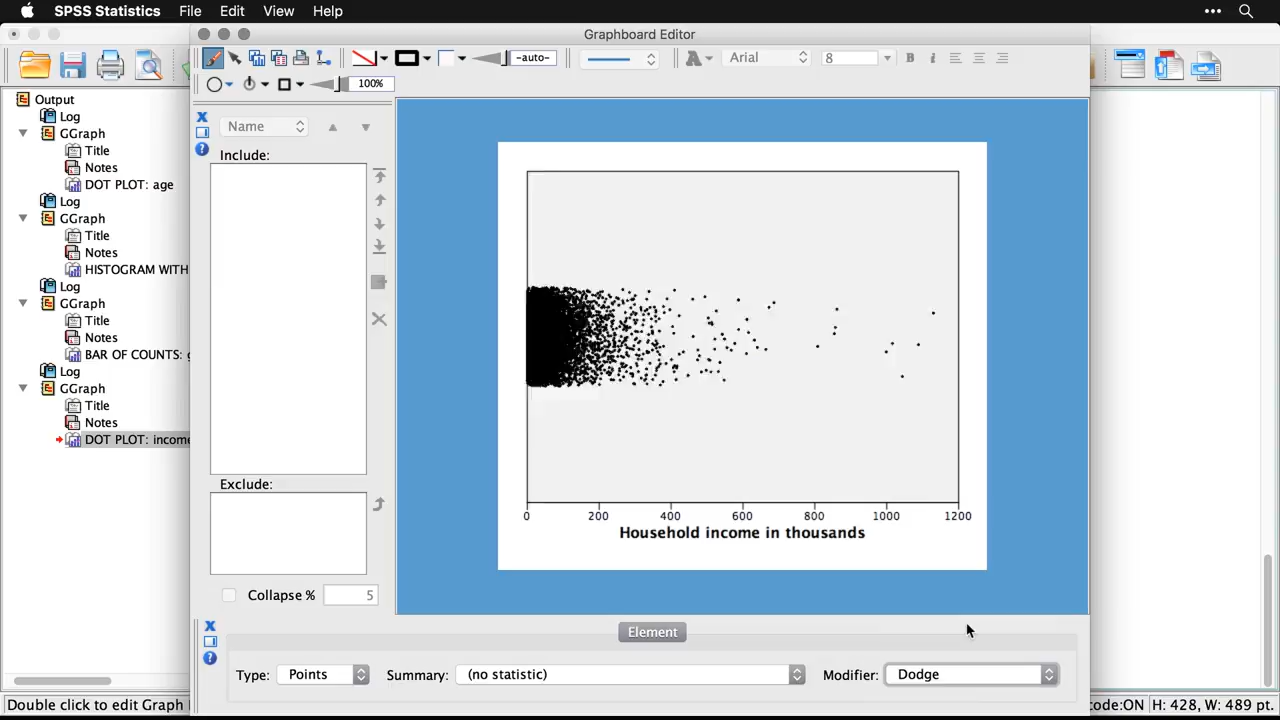 SPSS Statistics File Edit View Help
Graphboard Editor
-auto-
Arial
8
B i
100%
Name
Include:
Exclude:
Collapse % 5
Output
Log
GGraph
Title
Notes
DOT PLOT: age
Log
GGraph
Title
Notes
HISTOGRAM WITH
Log
GGraph
Title
Notes
BAR OF COUNTS:
Log
GGraph
Title
Notes
DOT PLOT: income
0 200 400 600 800 1000 1200
Household income in thousands
Element
Type: Points Summary: (no statistic) Modifier: Dodge
Double click to edit Graph
ode:ON H: 428, W: 489 pt.